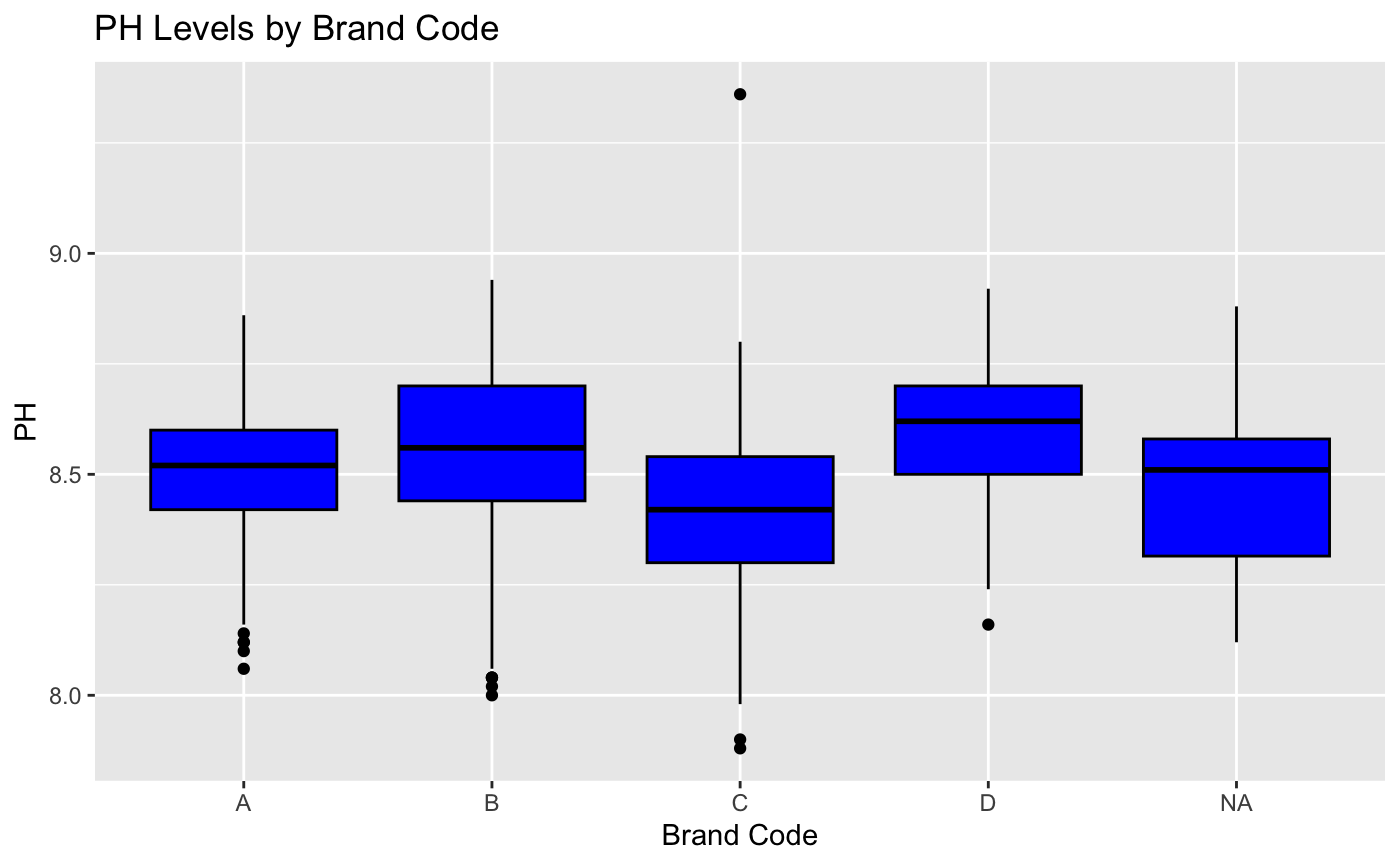 PH Levels by Brand Code
PH
9.0
8.5
8.0
A B C D NA
Brand Code